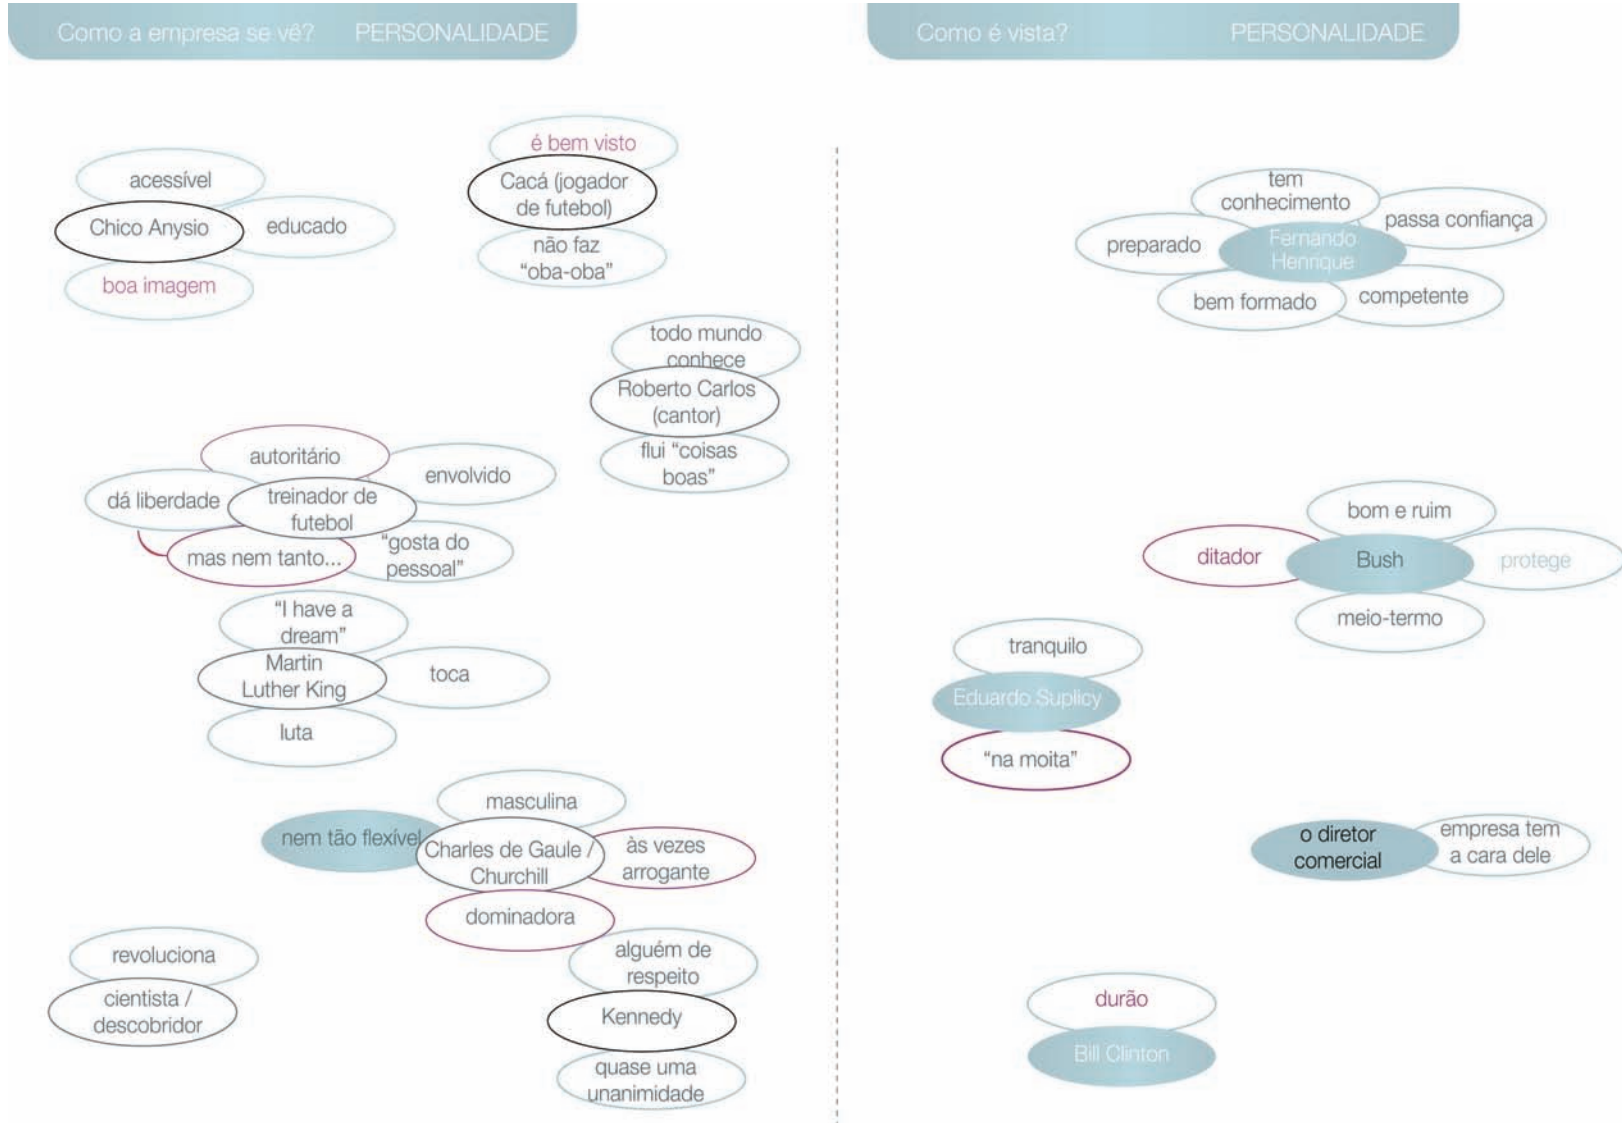 Como a empresa se vê? PERSONALIDADE
é bem visto
Cacá (jogador
de futebol)
não faz
“oba-oba”
acessível
Chico Anysio
educado
boa imagem
todo mundo
conhece
Roberto Carlos
(cantor)
flui “coisas
boas”
autoritário
envolvido
dá liberdade
treinador de
futebol
mas nem tanto...
“gosta do
pessoal”
“I have a
dream”
Martin
Luther King
toca
luta
masculina
nem tão flexível
Charles de Gaule /
Churchill
às vezes
arrogante
dominadora
revoluciona
cientista /
descobridor
alguém de
respeito
Kennedy
quase uma
unanimidade
Como é vista? PERSONALIDADE
tem
conhecimento
passa confiança
preparado
Fernando
Henrique
bem formado
competente
bom e ruim
ditador
Bush
protege
meio-termo
tranquilo
Eduardo Suplicy
“na moita”
o diretor
comercial
empresa tem
a cara dele
durão
Bill Clinton